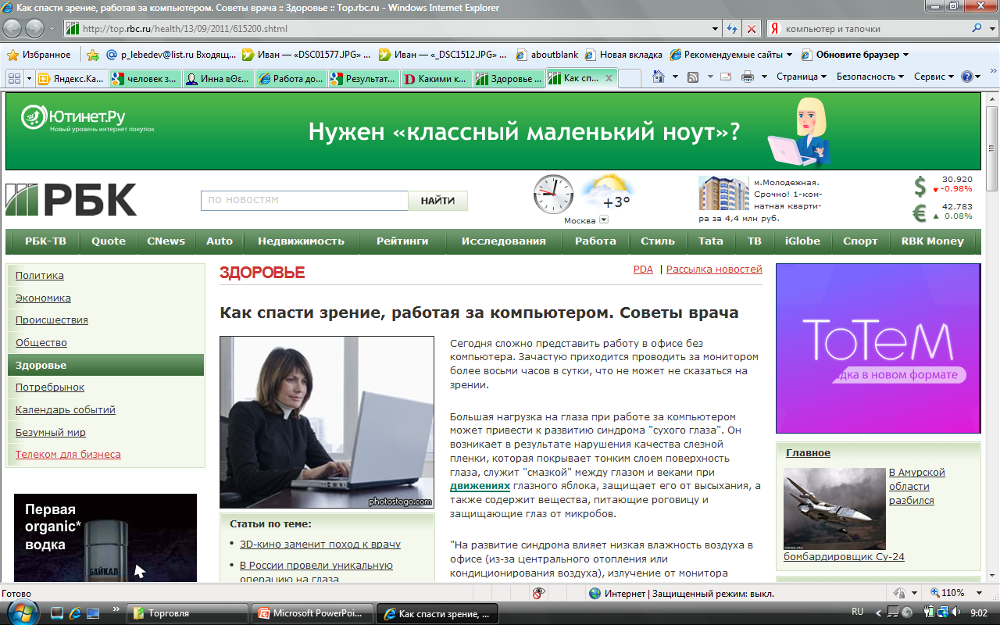 Как спасти зрение, работая за компьютером. Советы врача :: Здоровье :: Top.rbc.ru - Windows Internet Explorer
http://top.rbc.ru/health/13/09/2011/615200.shtml
компьютер и тапочки
Избранное
p_lebedev@list.ru Входящ...
Иван — «DSC01577.JPG» ...
Иван — «_DSC1512.JPG» ...
aboutblank
Новая вкладка
Рекомендуемые сайты
Обновите браузер
Яндекс.Ка...
человек з...
Работа до...
Результат...
Какими к...
Здоровье ...
Как сп...
Страница
Безопасность
Сервис
Ютинет.Ру
Новый уровень интернет покупок
Нужен «классный маленький ноут»?
РБК
по новостям
НАЙТИ
Москва
+3°
м.Молодежная.
Срочно! 1-ком-
натная кварти-
ра за 4,4 млн руб.
$ 30.920
-0.98%
€ 42.783
0.08%
РБК-ТВ Quote CNews Auto Недвижимость Рейтинги Исследования Работа Стиль Tata ТВ iGlobe Спорт RBK Money
Политика
Экономика
Происшествия
Общество
Здоровье
Потребрынок
Календарь событий
Безумный мир
Телеком для бизнеса
Первая
organic*
водка
БАЙКАЛ
ЗДОРОВЬЕ
PDA | Рассылка новостей
Как спасти зрение, работая за компьютером. Советы врача
photostogo.com
Статьи по теме:
• 3D-кино заменит поход к врачу
• В России провели уникальную
операцию на глаза
Сегодня сложно представить работу в офисе без
компьютера. Зачастую приходится проводить за монитором
более восьми часов в сутки, что не может не сказаться на
зрении.
Большая нагрузка на глаза при работе за компьютером
может привести к развитию синдрома "сухого глаза". Он
возникает в результате нарушения качества слезной
пленки, которая покрывает тонким слоем поверхность
глаза, служит "смазкой" между глазом и веками при
движениях глазного яблока, защищает его от высыхания, а
также содержит вещества, питающие роговицу и
защищающие глаз от микробов.
"На развитие синдрома влияет низкая влажность воздуха в
офисе (из-за центрального отопления или
кондиционирования воздуха), излучение от монитора
ТоТеМ
дка в новом формате
Главное
В Амурской
области
разбился
бомбардировщик Су-24
Готово
Интернет | Защищенный режим: выкл.
110%
Торговля
Microsoft PowerPoi...
Как спасти зрение, ...
RU
9:02